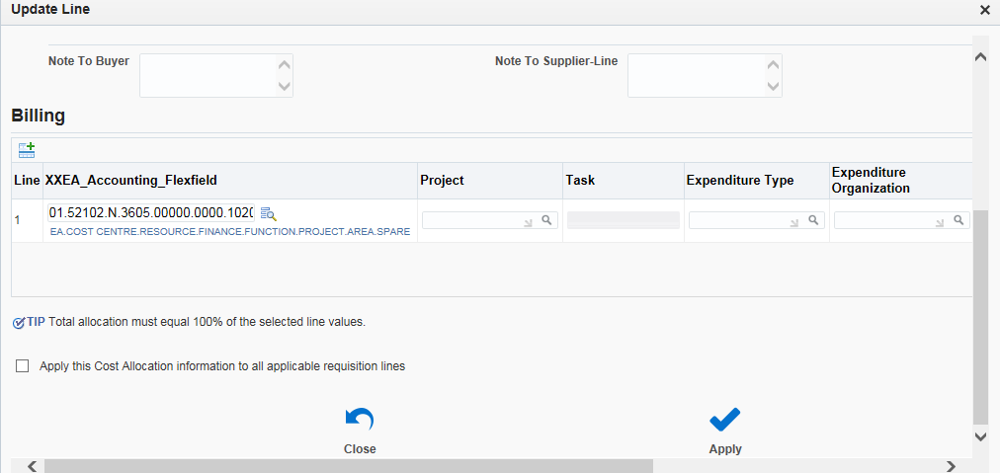 Update Line
Note To Buyer
Note To Supplier-Line
Billing
Line XXEA_Accounting_Flexfield Project Task Expenditure Type Expenditure Organization
1 01.52102.N.3605.00000.0000.1020
EA.COST CENTRE.RESOURCE.FINANCE.FUNCTION.PROJECT.AREA.SPARE
TIP Total allocation must equal 100% of the selected line values.
Apply this Cost Allocation information to all applicable requisition lines
Close Apply